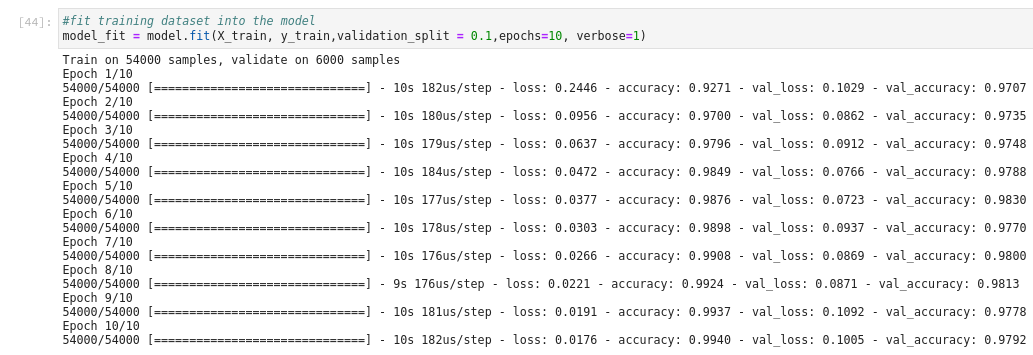 [44]: #fit training dataset into the model
model_fit = model.fit(X_train, y_train,validation_split = 0.1,epochs=10, verbose=1)
Train on 54000 samples, validate on 6000 samples
Epoch 1/10
54000/54000 [==============================] - 10s 182us/step - loss: 0.2446 - accuracy: 0.9271 - val_loss: 0.1029 - val_accuracy: 0.9707
Epoch 2/10
54000/54000 [==============================] - 10s 180us/step - loss: 0.0956 - accuracy: 0.9700 - val_loss: 0.0862 - val_accuracy: 0.9735
Epoch 3/10
54000/54000 [==============================] - 10s 179us/step - loss: 0.0637 - accuracy: 0.9796 - val_loss: 0.0912 - val_accuracy: 0.9748
Epoch 4/10
54000/54000 [==============================] - 10s 184us/step - loss: 0.0472 - accuracy: 0.9849 - val_loss: 0.0766 - val_accuracy: 0.9788
Epoch 5/10
54000/54000 [==============================] - 10s 177us/step - loss: 0.0377 - accuracy: 0.9876 - val_loss: 0.0723 - val_accuracy: 0.9830
Epoch 6/10
54000/54000 [==============================] - 10s 178us/step - loss: 0.0303 - accuracy: 0.9898 - val_loss: 0.0937 - val_accuracy: 0.9770
Epoch 7/10
54000/54000 [==============================] - 10s 176us/step - loss: 0.0266 - accuracy: 0.9908 - val_loss: 0.0869 - val_accuracy: 0.9800
Epoch 8/10
54000/54000 [==============================] - 9s 176us/step - loss: 0.0221 - accuracy: 0.9924 - val_loss: 0.0871 - val_accuracy: 0.9813
Epoch 9/10
54000/54000 [==============================] - 10s 181us/step - loss: 0.0191 - accuracy: 0.9937 - val_loss: 0.1092 - val_accuracy: 0.9778
Epoch 10/10
54000/54000 [==============================] - 10s 182us/step - loss: 0.0176 - accuracy: 0.9940 - val_loss: 0.1005 - val_accuracy: 0.9792